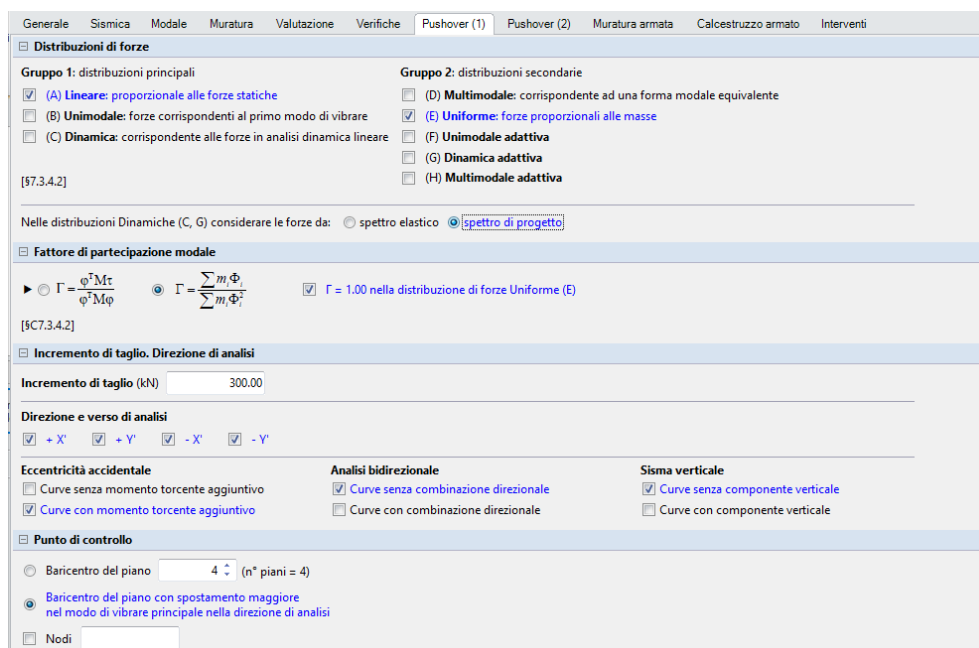 Generale Sismica Modale Muratura Valutazione Verifiche Pushover (1) Pushover (2) Muratura armata Calcestruzzo armato Interventi
Distribuzioni di forze
Gruppo 1: distribuzioni principali
(A) Lineare: proporzionale alle forze statiche
(B) Unimodale: forze corrispondenti al primo modo di vibrare
(C) Dinamica: corrispondente alle forze in analisi dinamica lineare
[§7.3.4.2]
Gruppo 2: distribuzioni secondarie
(D) Multimodale: corrispondente ad una forma modale equivalente
(E) Uniforme: forze proporzionali alle masse
(F) Unimodale adattiva
(G) Dinamica adattiva
(H) Multimodale adattiva
Nelle distribuzioni Dinamiche (C, G) considerare le forze da: spettro elastico spettro di progetto
Fattore di partecipazione modale
Γ = φᵀMτ / φᵀMφ Γ = ∑ mᵢΦᵢ / ∑ mᵢΦᵢ² Γ = 1.00 nella distribuzione di forze Uniforme (E)
[§C7.3.4.2]
Incremento di taglio. Direzione di analisi
Incremento di taglio (kN) 300.00
Direzione e verso di analisi
+ X' + Y' - X' - Y'
Eccentricità accidentale
Curve senza momento torcente aggiuntivo
Curve con momento torcente aggiuntivo
Analisi bidirezionale
Curve senza combinazione direzionale
Curve con combinazione direzionale
Sisma verticale
Curve senza componente verticale
Curve con componente verticale
Punto di controllo
Baricentro del piano 4 (n° piani = 4)
Baricentro del piano con spostamento maggiore
nel modo di vibrare principale nella direzione di analisi
Nodi